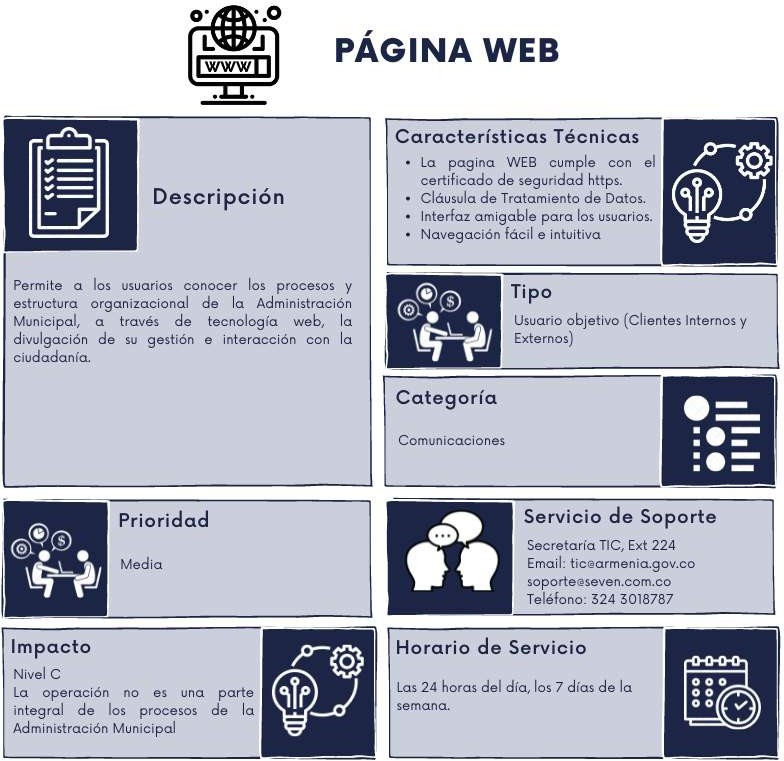 WWW
PÁGINA WEB
Descripción
Permite a los usuarios conocer los procesos y
estructura organizacional de la Administración
Municipal, a través de tecnología web, la
divulgación de su gestión e interacción con la
ciudadanía.
Características Técnicas
• La pagina WEB cumple con el
certificado de seguridad https.
• Cláusula de Tratamiento de Datos.
• Interfaz amigable para los usuarios.
• Navegación fácil e intuitiva
Tipo
Usuario objetivo (Clientes Internos y
Externos)
Categoría
Comunicaciones
Prioridad
Media
Servicio de Soporte
Secretaría TIC, Ext 224
Email: tic@armenia.gov.co
soporte@seven.com.co
Teléfono: 324 3018787
Impacto
Nivel C
La operación no es una parte
integral de los procesos de la
Administración Municipal
Horario de Servicio
Las 24 horas del día, los 7 días de la
semana.